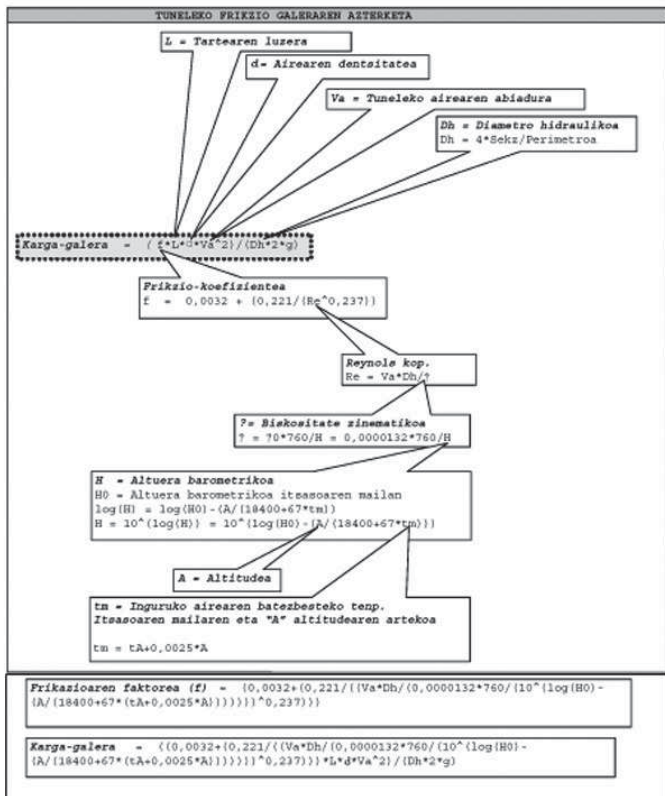 TUNELEKO FRIKZIO GALERAREN AZTERKETA
L = Tartearen luzera
d= Airearen dentsitatea
Va = Tuneleko airearen abiadura
Dh = Diametro hidraulikoa
Dh = 4*Sekz/Perimetroa
Karga-galera = (f*L*d*Va^2)/(Dh*2*g)
Frikzio-koefizientea
f = 0,0032 + (0,221/(Re^0,237))
Reynols kop.
Re = Va*Dh/?
?= Biskositate zinematikoa
? = ?0*760/H = 0,0000132*760/H
H = Altuera barometrikoa
H0 = Altuera barometrikoa itsasoaren mailan
log(H) = log(H0)-(A/(18400+67*tm))
H = 10^(log(H)) = 10^(log(H0)-(A/(18400+67*tm)))
A = Altitudea
tm = Inguruko airearen batezbesteko tenp.
Itsasoaren mailaren eta "A" altitudearen artekoa
tm = tA+0,0025*A
Frikazioaren faktorea (f) = (0,0032+(0,221/((Va*Dh/(0,0000132*760/(10^(log(H0)-
(A/(18400+67*(tA+0,0025*A))))))))^0,237)))
Karga-galera = ((0,0032+(0,221/((Va*Dh/(0,0000132*760/(10^(log(H0)-
(A/(18400+67*(tA+0,0025*A))))))))^0,237)))*L*d*Va^2)/(Dh*2*g)